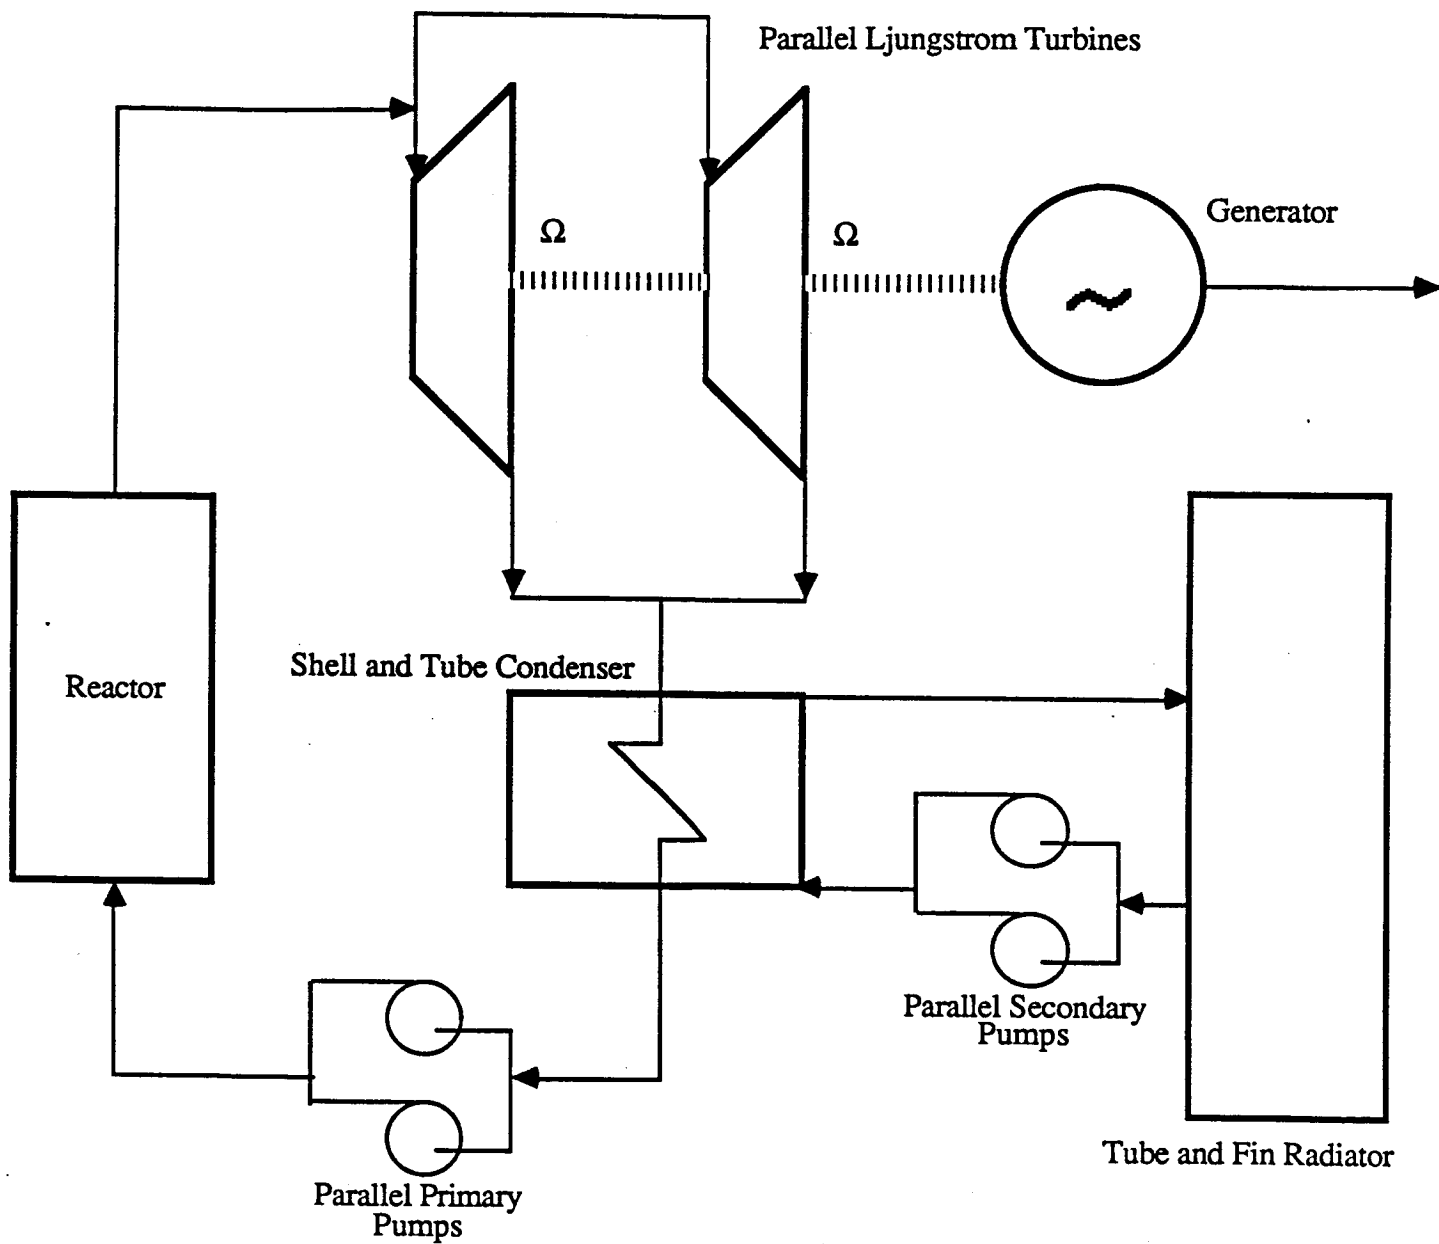 Parallel Ljungstrom Turbines
Generator
Ω
Ω
~
Shell and Tube Condenser
Reactor
Parallel Secondary
Pumps
Tube and Fin Radiator
Parallel Primary
Pumps